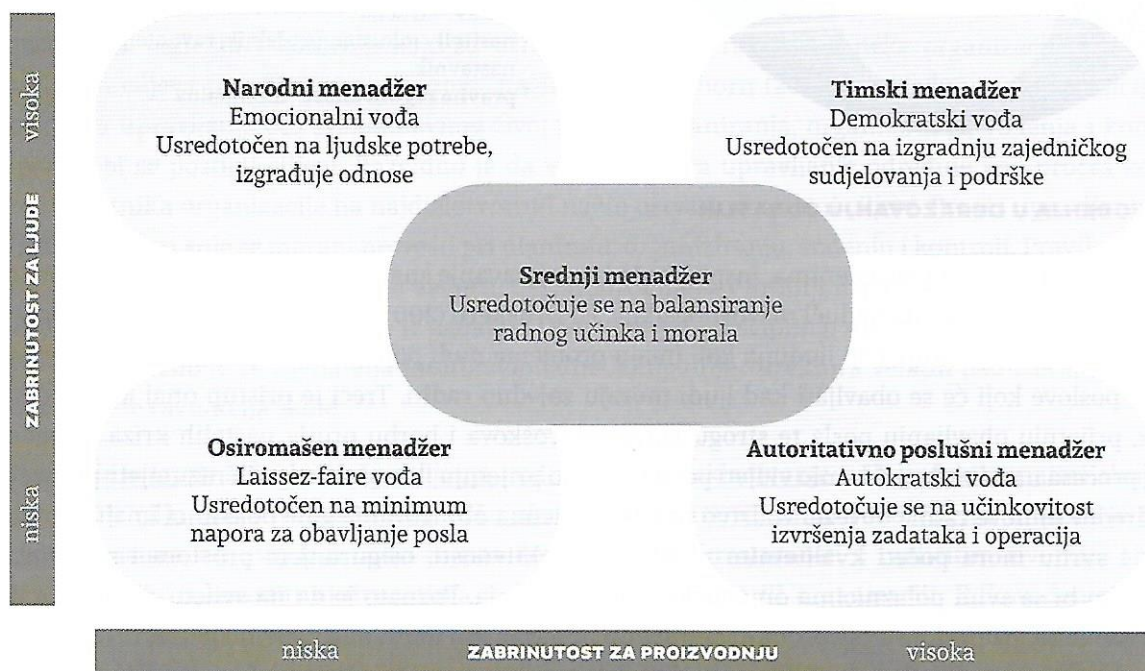 visoka
ZABRINUTOST ZA LJUDE
niska
Narodni menadžer
Emocionalni vođa
Usredotočen na ljudske potrebe,
izgrađuje odnose
Timski menadžer
Demokratski vođa
Usredotočen na izgradnju zajedničkog
sudjelovanja i podrške
Srednji menadžer
Usredotočuje se na balansiranje
radnog učinka i morala
Osiromašen menadžer
Laissez-faire vođa
Usredotočen na minimum
napora za obavljanje posla
Autoritativno poslušni menadžer
Autokratski vođa
Usredotočuje se na učinkovitost
izvršenja zadataka i operacija
niska
ZABRINUTOST ZA PROIZVODNJU
visoka